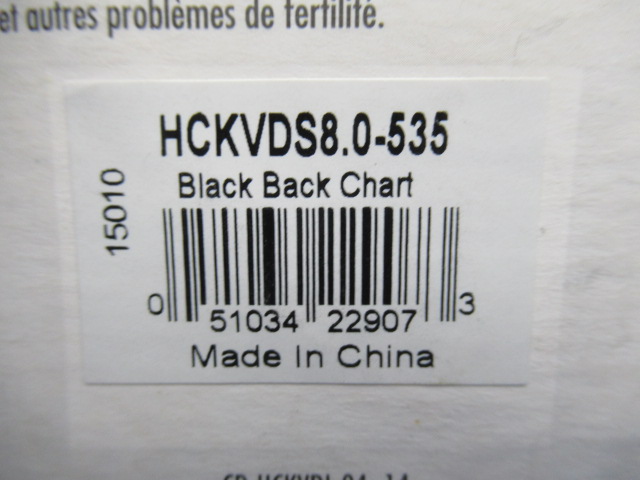 et autres problèmes de fertilité.
HCKVDS8.0-535
Black Back Chart
15010
0 51034 22907 3
Made In China